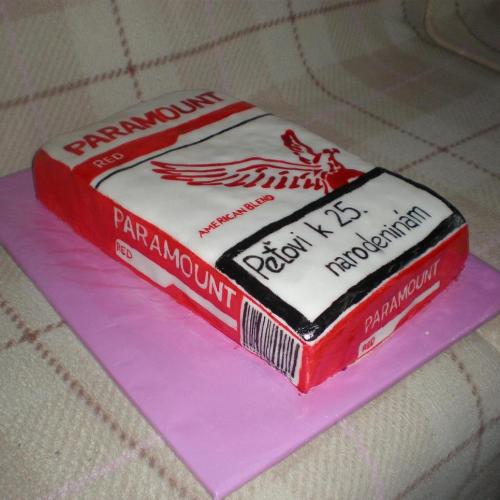 PARAMOUNT
RED
AMERICAN BLEND
Peťovi k 25.
narodeninám
PARAMOUNT
RED
PARAMOUNT
RED